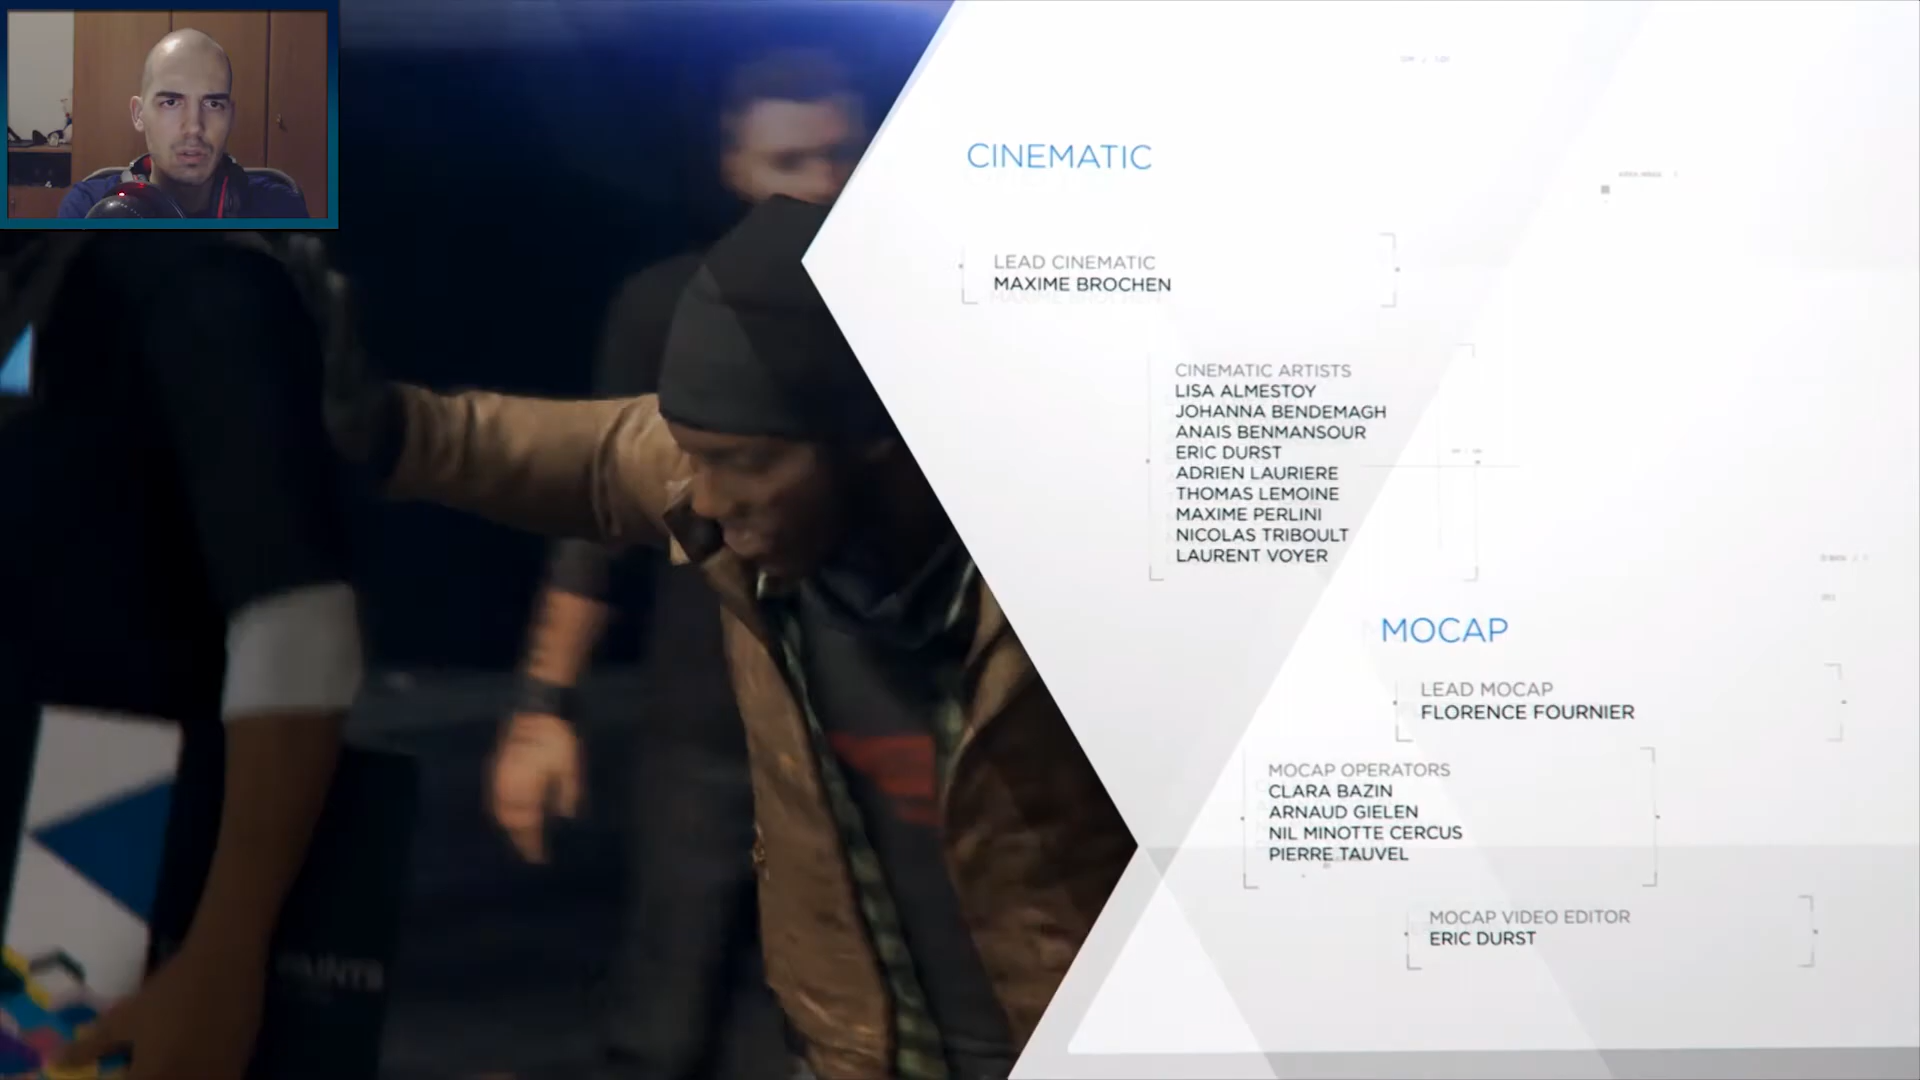 CINEMATIC
LEAD CINEMATIC
MAXIME BROCHEN
CINEMATIC ARTISTS
LISA ALMESTOY
JOHANNA BENDEMAGH
ANAIS BENMANSOUR
ERIC DURST
ADRIEN LAURIERE
THOMAS LEMOINE
MAXIME PERLINI
NICOLAS TRIBOULT
LAURENT VOYER
MOCAP
LEAD MOCAP
FLORENCE FOURNIER
MOCAP OPERATORS
CLARA BAZIN
ARNAUD GIELEN
NIL MINOTTE CERCUS
PIERRE TAUVEL
MOCAP VIDEO EDITOR
ERIC DURST